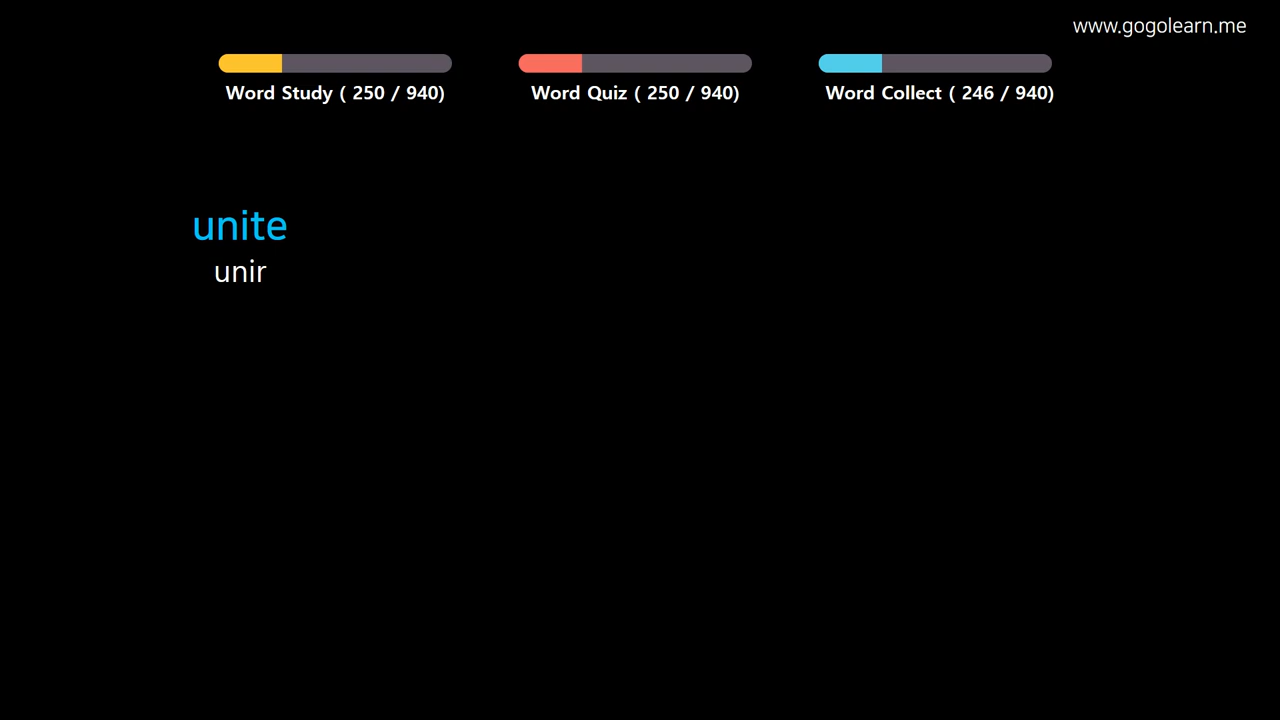 www.gogolearn.me
Word Study ( 250 / 940)
Word Quiz ( 250 / 940)
Word Collect ( 246 / 940)
unite
unir